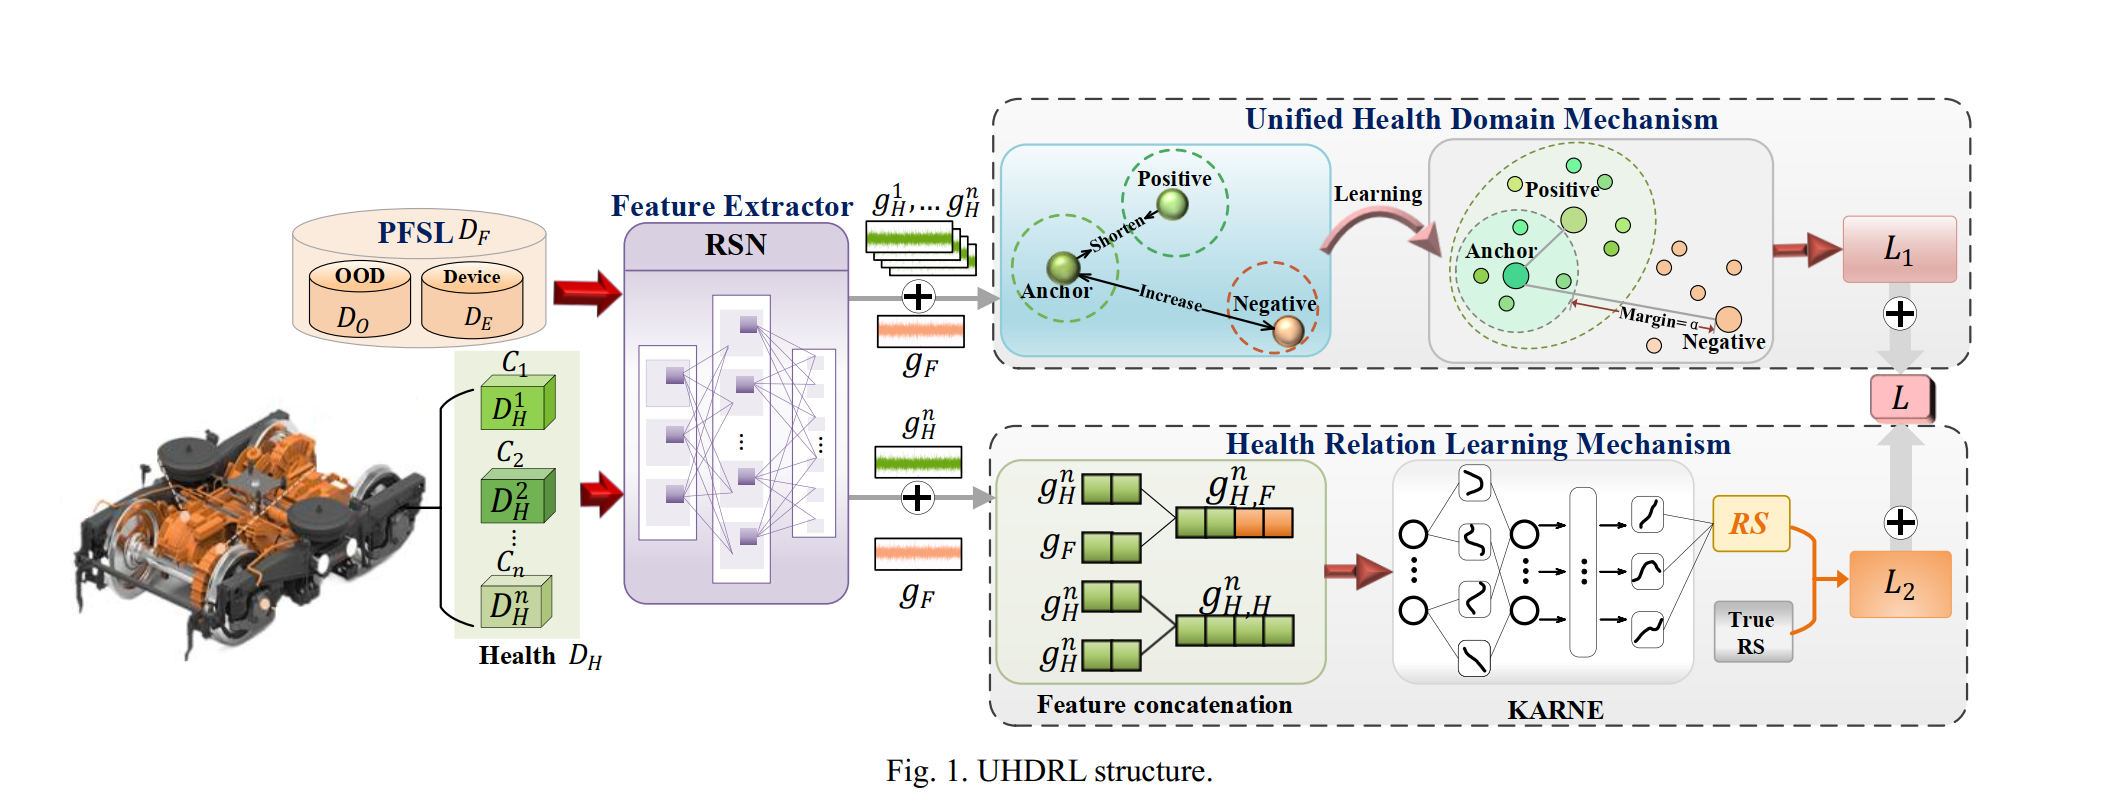 Unified Health Domain Mechanism
PFSL D_F
OOD
D_O
Device
D_E
C_1
D_H^1
C_2
D_H^2
⋮
C_n
D_H^n
Health D_H
Feature Extractor
RSN
⋮
⋮
g_H^1,...g_H^n
+
g_F
g_H^n
+
g_F
Positive
Shorten
Anchor
Increase
Negative
Learning
Positive
Anchor
Margin=α
Negative
L_1
+
L
+
L_2
Health Relation Learning Mechanism
g_H^n
g_F
g_{H,F}^n
g_H^n
g_H^n
g_{H,H}^n
Feature concatenation
KARNE
RS
True
RS
Fig. 1. UHDRL structure.